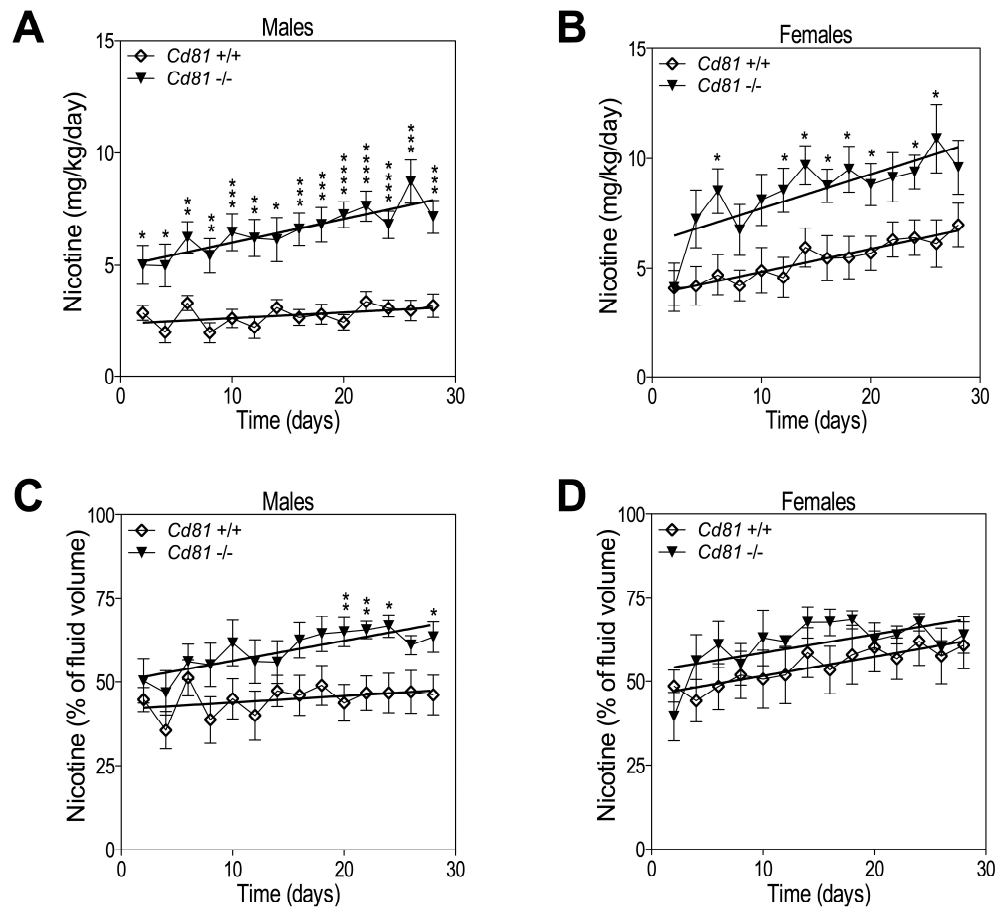 A
Males
Cd81 +/+
Cd81 -/-
Nicotine (mg/kg/day)
15
10
5
0
* * ** ** *** ** * *** *** **** **** **** *** ***
0 10 20 30
Time (days)
B
Females
Cd81 +/+
Cd81 -/-
Nicotine (mg/kg/day)
15
10
5
0
* * * * * * * *
0 10 20 30
Time (days)
C
Males
Cd81 +/+
Cd81 -/-
Nicotine (% of fluid volume)
100
75
50
25
0
** ** * *
0 10 20 30
Time (days)
D
Females
Cd81 +/+
Cd81 -/-
Nicotine (% of fluid volume)
100
75
50
25
0
0 10 20 30
Time (days)